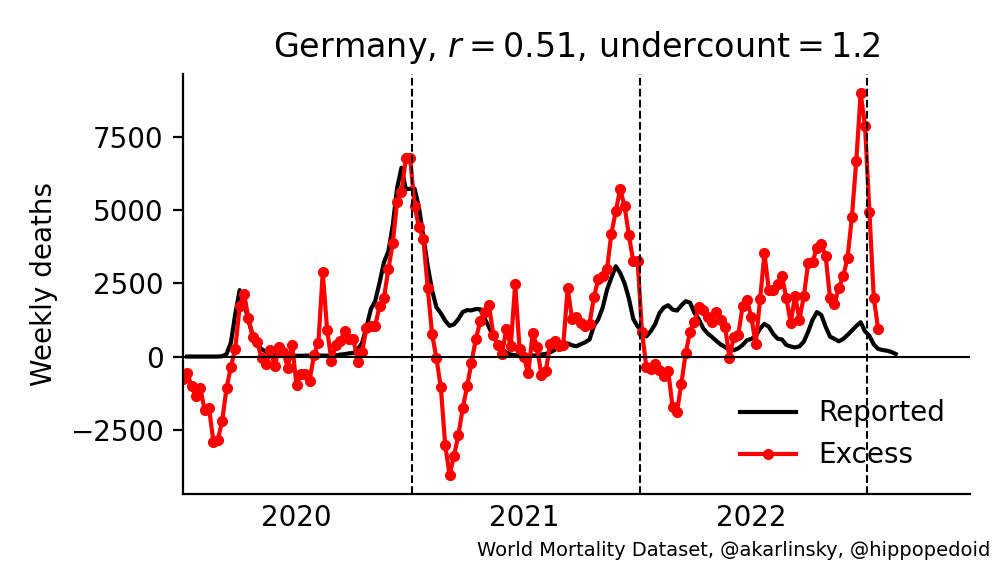 Germany, r = 0.51, undercount = 1.2
Weekly deaths
7500
5000
2500
0
−2500
Reported
Excess
2020 2021 2022
World Mortality Dataset, @akarlinsky, @hippopedoid